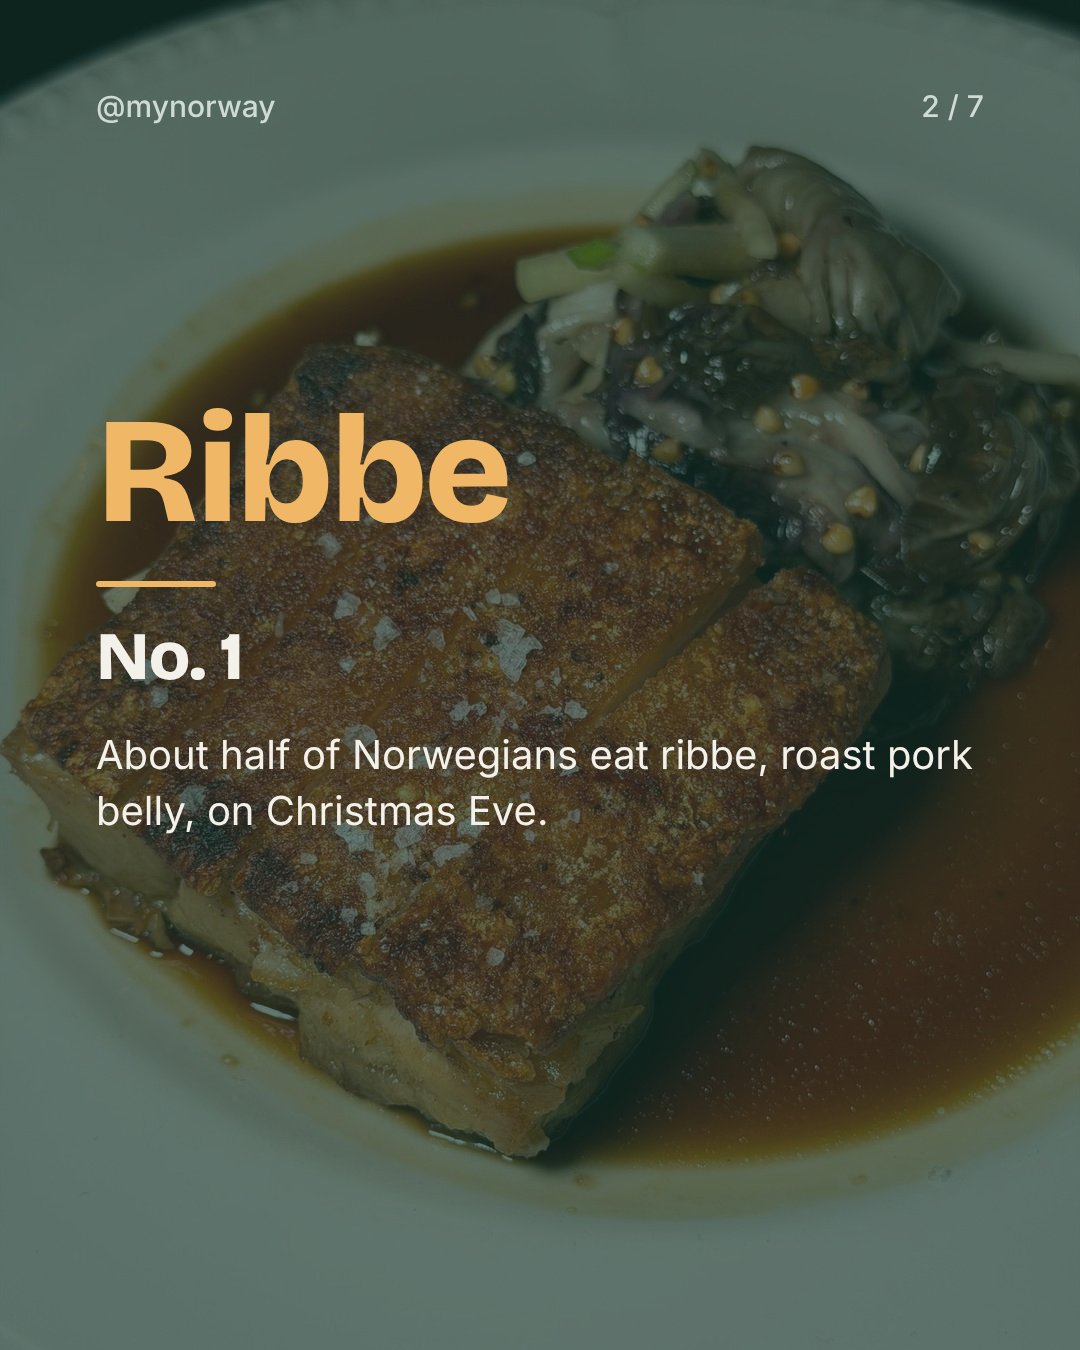 @mynorway
2 / 7
Ribbe
No. 1
About half of Norwegians eat ribbe, roast pork
belly, on Christmas Eve.